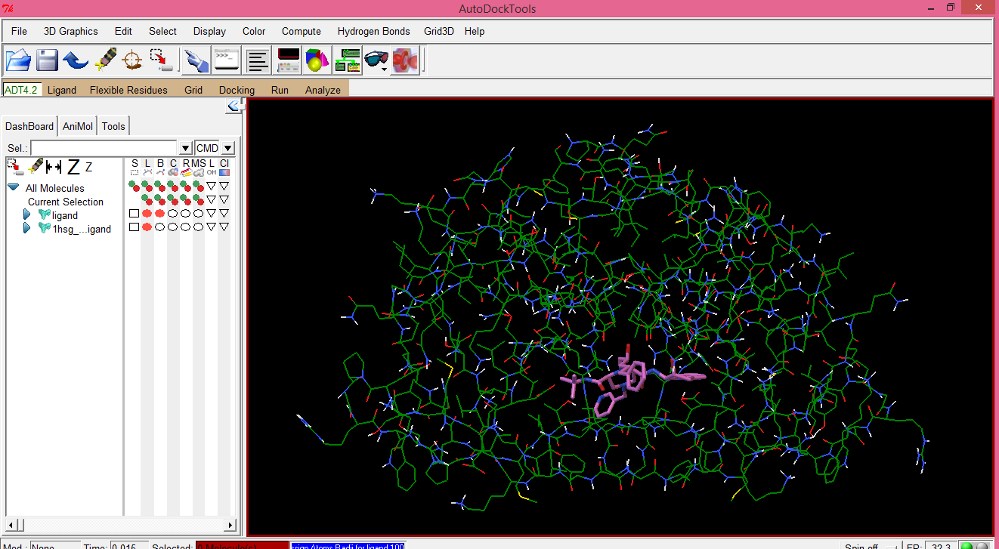 AutoDockTools
File 3D Graphics Edit Select Display Color Compute Hydrogen Bonds Grid3D Help
>>>_
ADT4.2 Ligand Flexible Residues Grid Docking Run Analyze
DashBoard AniMol Tools
Sel.: CMD
Z Z S L B C R MS L Cl
OH
All Molecules
Current Selection
ligand
1hsg_...igand
Mod.: None Time: 0.015 Selected: 0 Molecule(s) ssign Atoms Radii for ligand 100 Spin off FR: 32.3